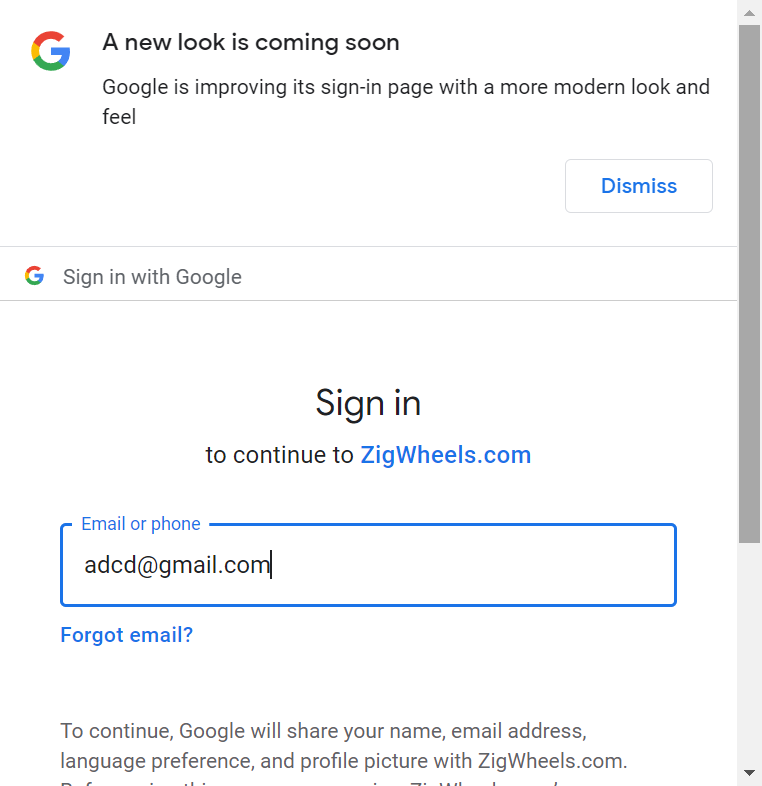 A new look is coming soon
Google is improving its sign-in page with a more modern look and
feel
Dismiss
Sign in with Google
Sign in
to continue to ZigWheels.com
Email or phone
adcd@gmail.com
Forgot email?
To continue, Google will share your name, email address,
language preference, and profile picture with ZigWheels.com.